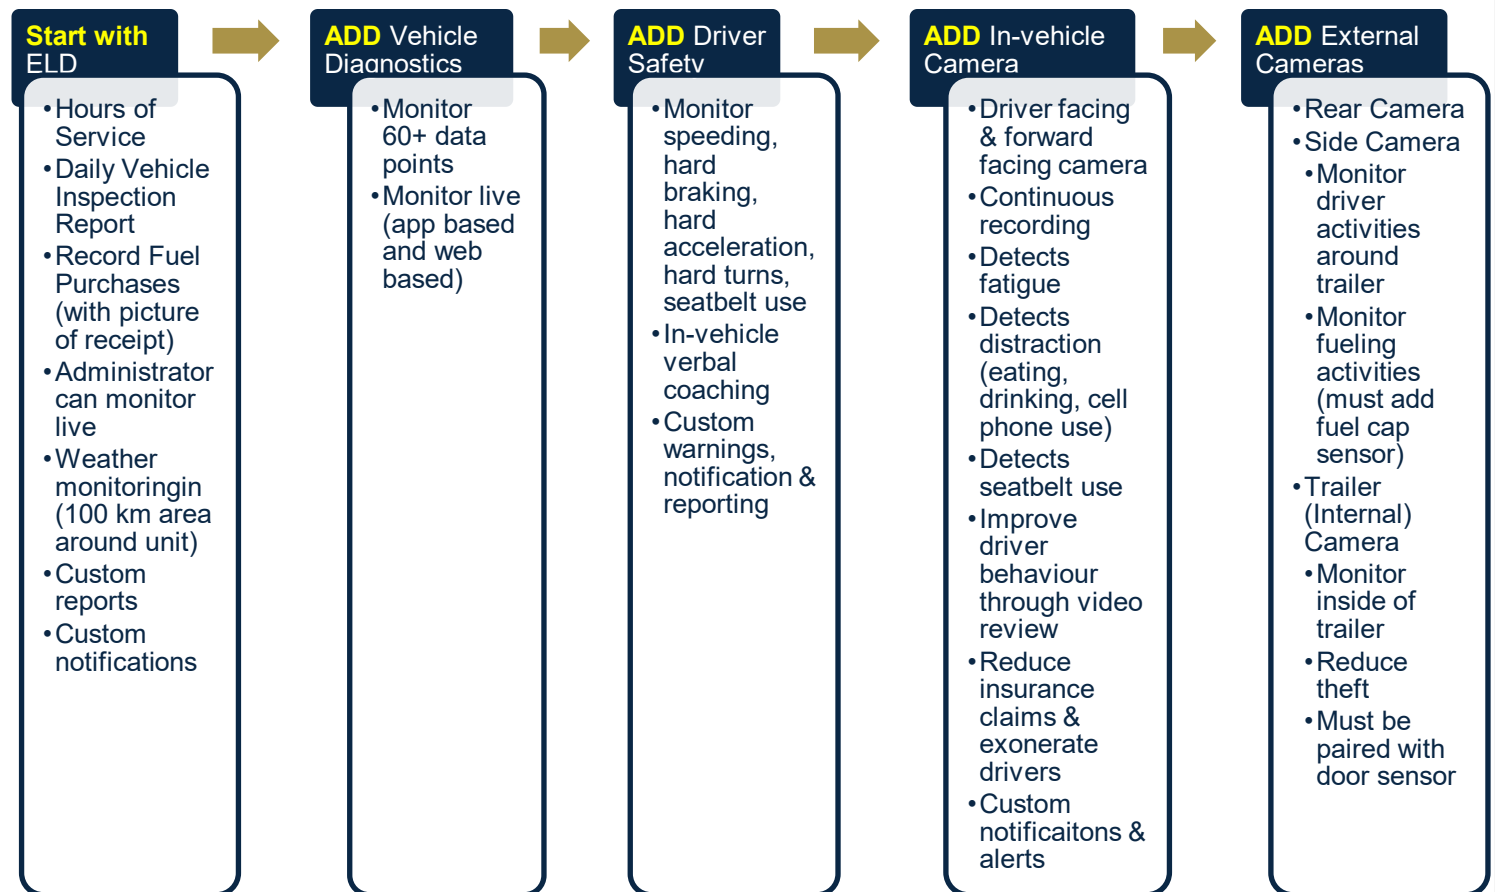 Start with
ELD
• Hours of
Service
• Daily Vehicle
Inspection
Report
• Record Fuel
Purchases
(with picture
of receipt)
• Administrator
can monitor
live
• Weather
monitoringin
(100 km area
around unit)
• Custom
reports
• Custom
notifications
ADD Vehicle
Diagnostics
• Monitor
60+ data
points
• Monitor live
(app based
and web
based)
ADD Driver
Safety
• Monitor
speeding,
hard
braking,
hard
acceleration,
hard turns,
seatbelt use
• In-vehicle
verbal
coaching
• Custom
warnings,
notification &
reporting
ADD In-vehicle
Camera
• Driver facing
& forward
facing camera
• Continuous
recording
• Detects
fatigue
• Detects
distraction
(eating,
drinking, cell
phone use)
• Detects
seatbelt use
• Improve
driver
behaviour
through video
review
• Reduce
insurance
claims &
exonerate
drivers
• Custom
notificaitons &
alerts
ADD External
Cameras
• Rear Camera
• Side Camera
• Monitor
driver
activities
around
trailer
• Monitor
fueling
activities
(must add
fuel cap
sensor)
• Trailer
(Internal)
Camera
• Monitor
inside of
trailer
• Reduce
theft
• Must be
paired with
door sensor